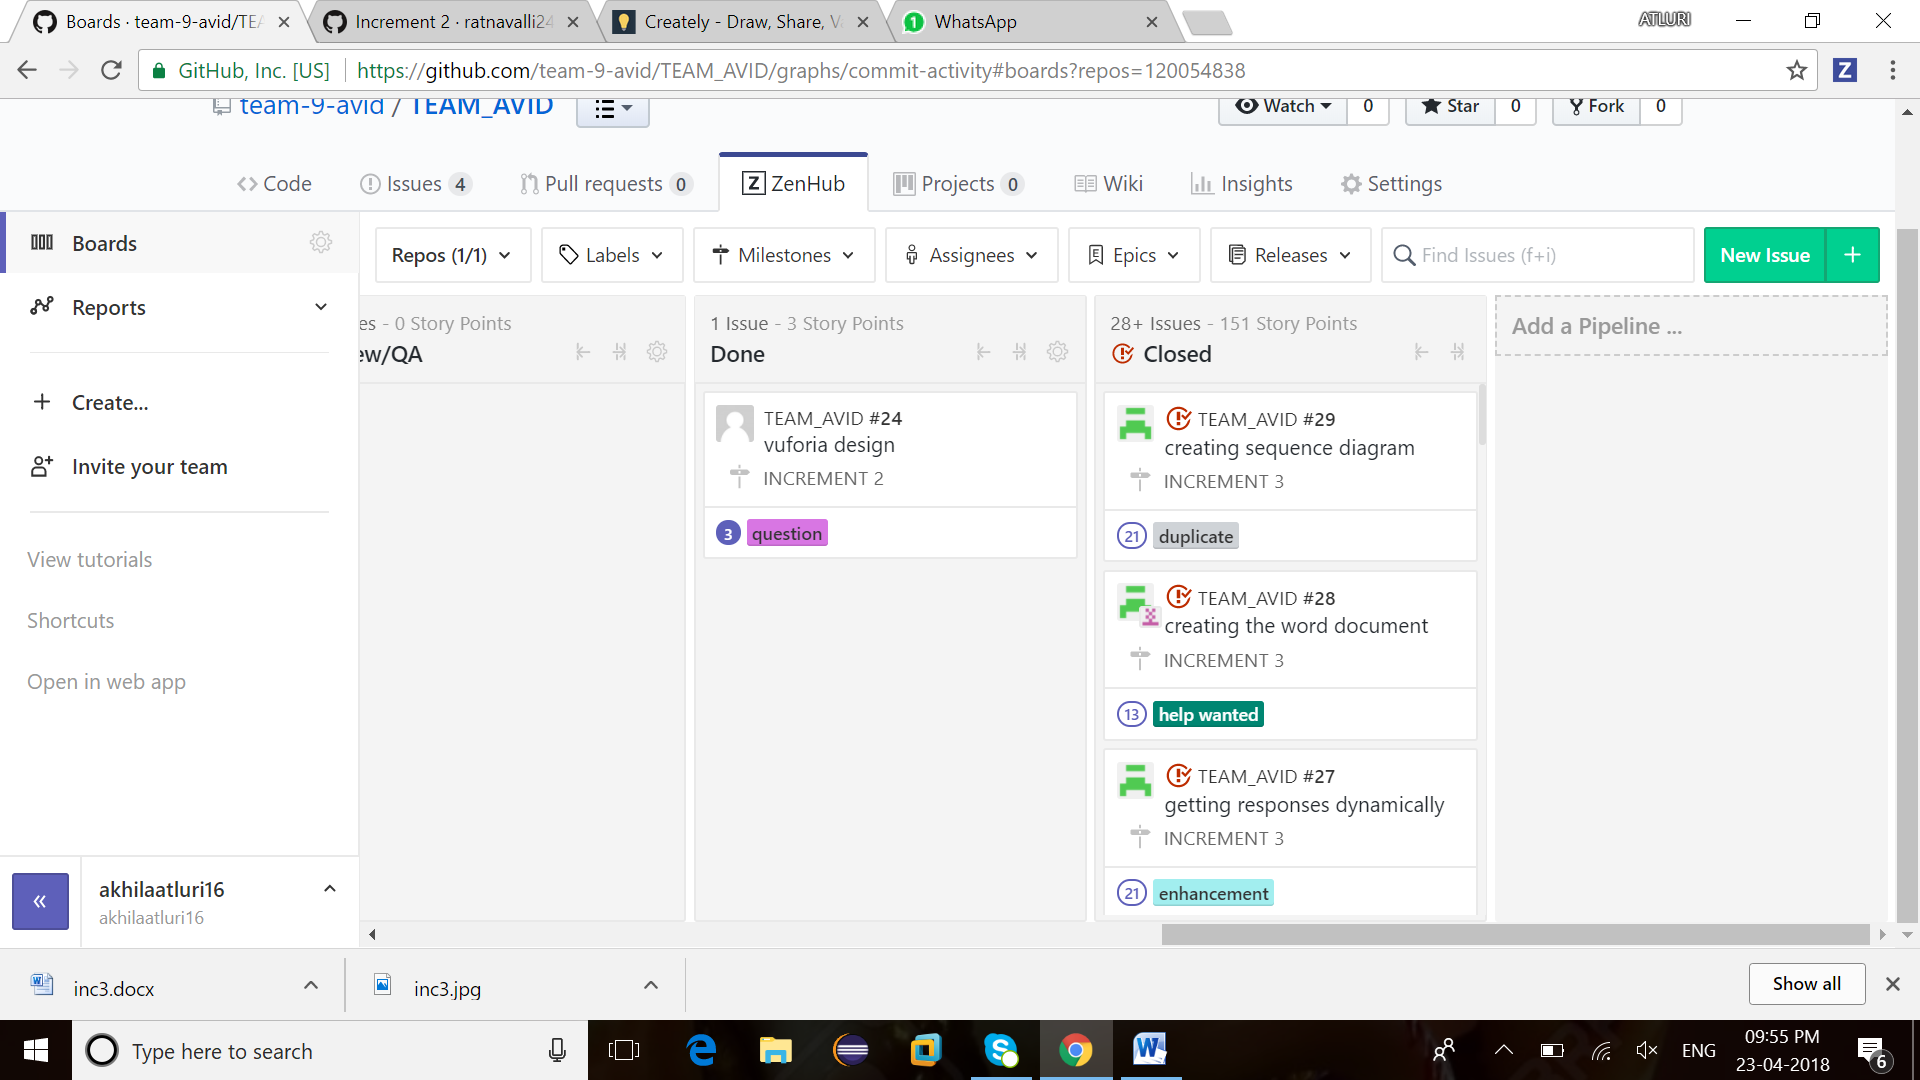 Boards · team-9-avid/TEA
Increment 2 · ratnavalli24
Creately - Draw, Share, Va
1 WhatsApp
ATLURI
GitHub, Inc. [US] https://github.com/team-9-avid/TEAM_AVID/graphs/commit-activity#boards?repos=120054838
team-9-avid / TEAM_AVID
Watch 0 Star 0 Fork 0
<> Code Issues 4 Pull requests 0 Z ZenHub Projects 0 Wiki Insights Settings
Boards
Reports
Create...
Invite your team
View tutorials
Shortcuts
Open in web app
akhilaatluri16
akhilaatluri16
Repos (1/1) Labels Milestones Assignees Epics Releases Find Issues (f+i) New Issue +
es - 0 Story Points
ew/QA
1 Issue - 3 Story Points
Done
TEAM_AVID #24
vuforia design
INCREMENT 2
3 question
28+ Issues - 151 Story Points
Closed
TEAM_AVID #29
creating sequence diagram
INCREMENT 3
21 duplicate
TEAM_AVID #28
creating the word document
INCREMENT 3
13 help wanted
TEAM_AVID #27
getting responses dynamically
INCREMENT 3
21 enhancement
Add a Pipeline ...
inc3.docx
inc3.jpg
Show all
Type here to search
ENG
09:55 PM
23-04-2018
6